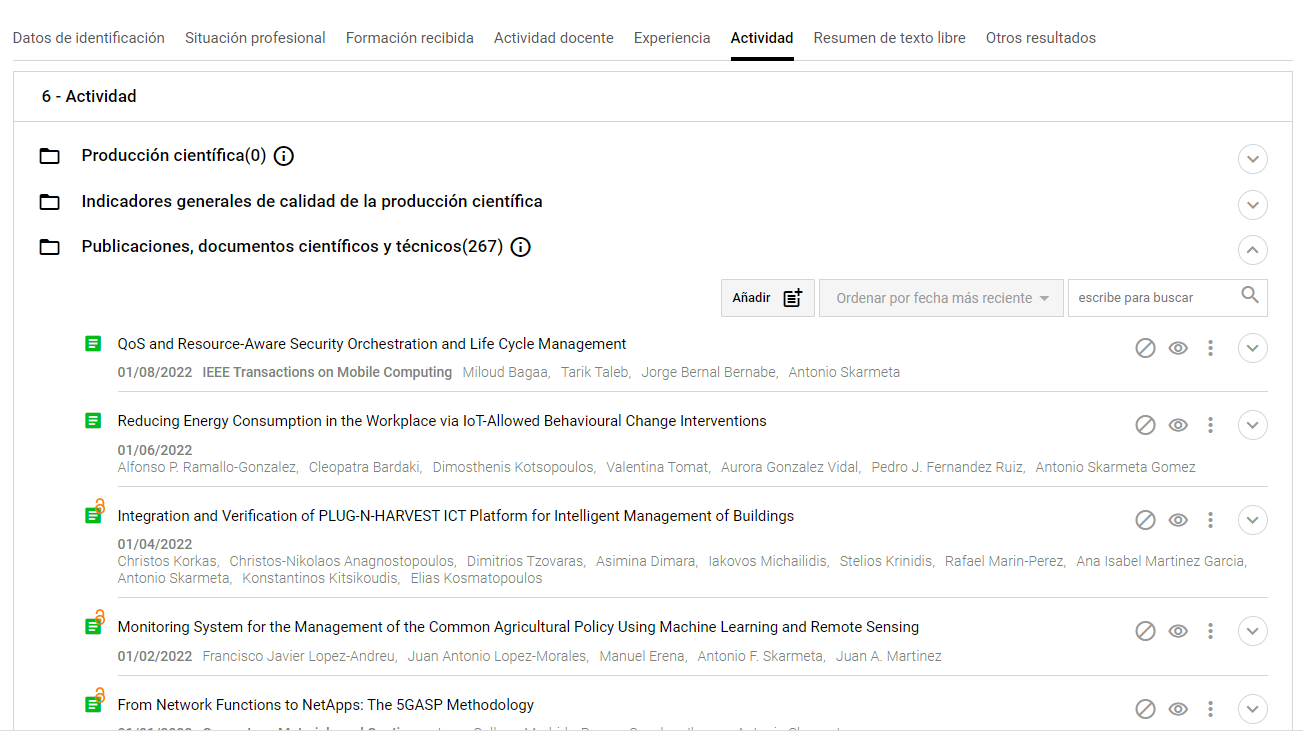 Datos de identificación Situación profesional Formación recibida Actividad docente Experiencia Actividad Resumen de texto libre Otros resultados
6 - Actividad
Producción científica(0)
Indicadores generales de calidad de la producción científica
Publicaciones, documentos científicos y técnicos(267)
Añadir Ordenar por fecha más reciente escribe para buscar
QoS and Resource-Aware Security Orchestration and Life Cycle Management
01/08/2022 IEEE Transactions on Mobile Computing Miloud Bagaa, Tarik Taleb, Jorge Bernal Bernabe, Antonio Skarmeta
Reducing Energy Consumption in the Workplace via IoT-Allowed Behavioural Change Interventions
01/06/2022
Alfonso P. Ramallo-Gonzalez, Cleopatra Bardaki, Dimosthenis Kotsopoulos, Valentina Tomat, Aurora Gonzalez Vidal, Pedro J. Fernandez Ruiz, Antonio Skarmeta Gomez
Integration and Verification of PLUG-N-HARVEST ICT Platform for Intelligent Management of Buildings
01/04/2022
Christos Korkas, Christos-Nikolaos Anagnostopoulos, Dimitrios Tzovaras, Asimina Dimara, Iakovos Michailidis, Stelios Krinidis, Rafael Marin-Perez, Ana Isabel Martinez Garcia,
Antonio Skarmeta, Konstantinos Kitsikoudis, Elias Kosmatopoulos
Monitoring System for the Management of the Common Agricultural Policy Using Machine Learning and Remote Sensing
01/02/2022 Francisco Javier Lopez-Andreu, Juan Antonio Lopez-Morales, Manuel Erena, Antonio F. Skarmeta, Juan A. Martinez
From Network Functions to NetApps: The 5GASP Methodology